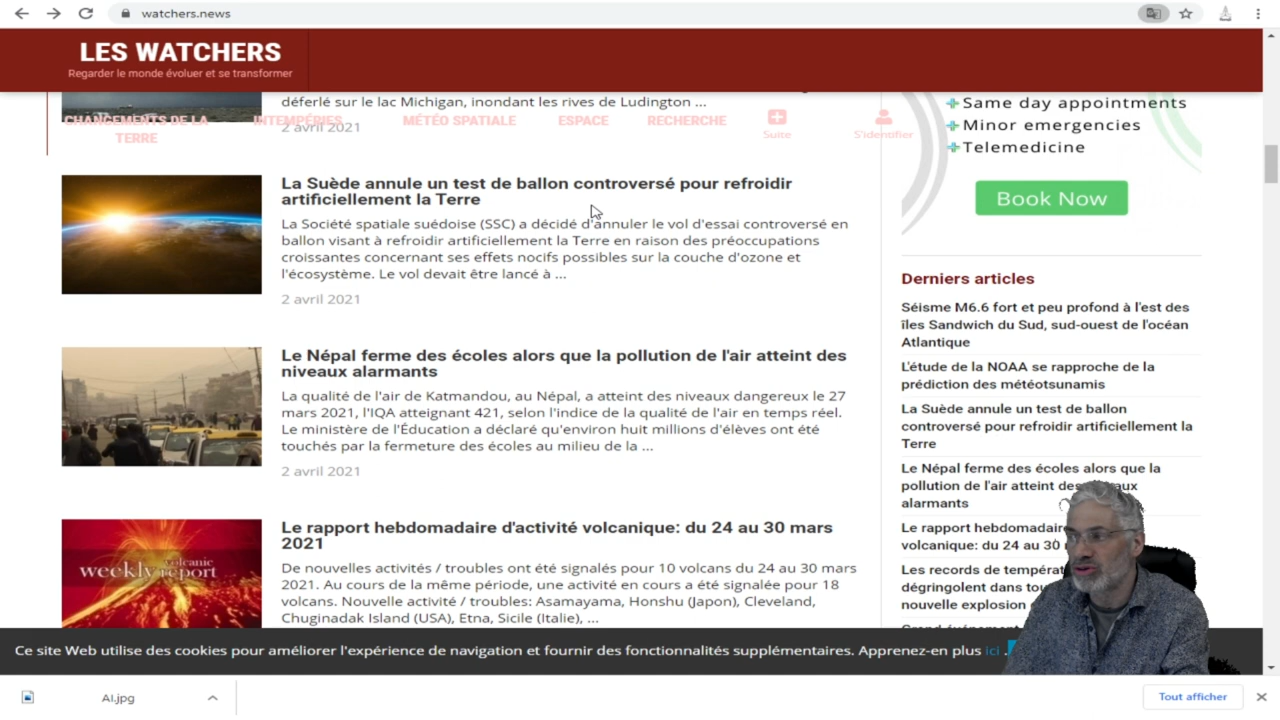 watchers.news
LES WATCHERS
Regarder le monde évoluer et se transformer
déferlé sur le lac Michigan, inondant les rives de Ludington ...
2 avril 2021
CHANGEMENTS DE LA
TERRE
INTEMPÉRIES
MÉTÉO SPATIALE
ESPACE
RECHERCHE
Suite
S'identifier
Same day appointments
Minor emergencies
Telemedicine
Book Now
La Suède annule un test de ballon controversé pour refroidir
artificiellement la Terre
La Société spatiale suédoise (SSC) a décidé d'annuler le vol d'essai controversé en
ballon visant à refroidir artificiellement la Terre en raison des préoccupations
croissantes concernant ses effets nocifs possibles sur la couche d'ozone et
l'écosystème. Le vol devait être lancé à ...
2 avril 2021
Le Népal ferme des écoles alors que la pollution de l'air atteint des
niveaux alarmants
La qualité de l'air de Katmandou, au Népal, a atteint des niveaux dangereux le 27
mars 2021, l'IQA atteignant 421, selon l'indice de la qualité de l'air en temps réel.
Le ministère de l'Éducation a déclaré qu'environ huit millions d'élèves ont été
touchés par la fermeture des écoles au milieu de la ...
2 avril 2021
volcanic
weekly report
Le rapport hebdomadaire d'activité volcanique: du 24 au 30 mars
2021
De nouvelles activités / troubles ont été signalés pour 10 volcans du 24 au 30 mars
2021. Au cours de la même période, une activité en cours a été signalée pour 18
volcans. Nouvelle activité / troubles: Asamayama, Honshu (Japon), Cleveland,
Chuginadak Island (USA), Etna, Sicile (Italie), ...
Derniers articles
Séisme M6.6 fort et peu profond à l'est des
îles Sandwich du Sud, sud-ouest de l'océan
Atlantique
L'étude de la NOAA se rapproche de la
prédiction des météotsunamis
La Suède annule un test de ballon
controversé pour refroidir artificiellement la
Terre
Le Népal ferme des écoles alors que la
pollution de l'air atteint
alarmants
Le rapport
volcanique: du 24 au 30
Les records de
dégringolent dans
nouvelle explosion
Ce site Web utilise des cookies pour améliorer l'expérience de navigation et fournir des fonctionnalités supplémentaires. Apprenez-en plus ici .
AI.jpg
Tout afficher